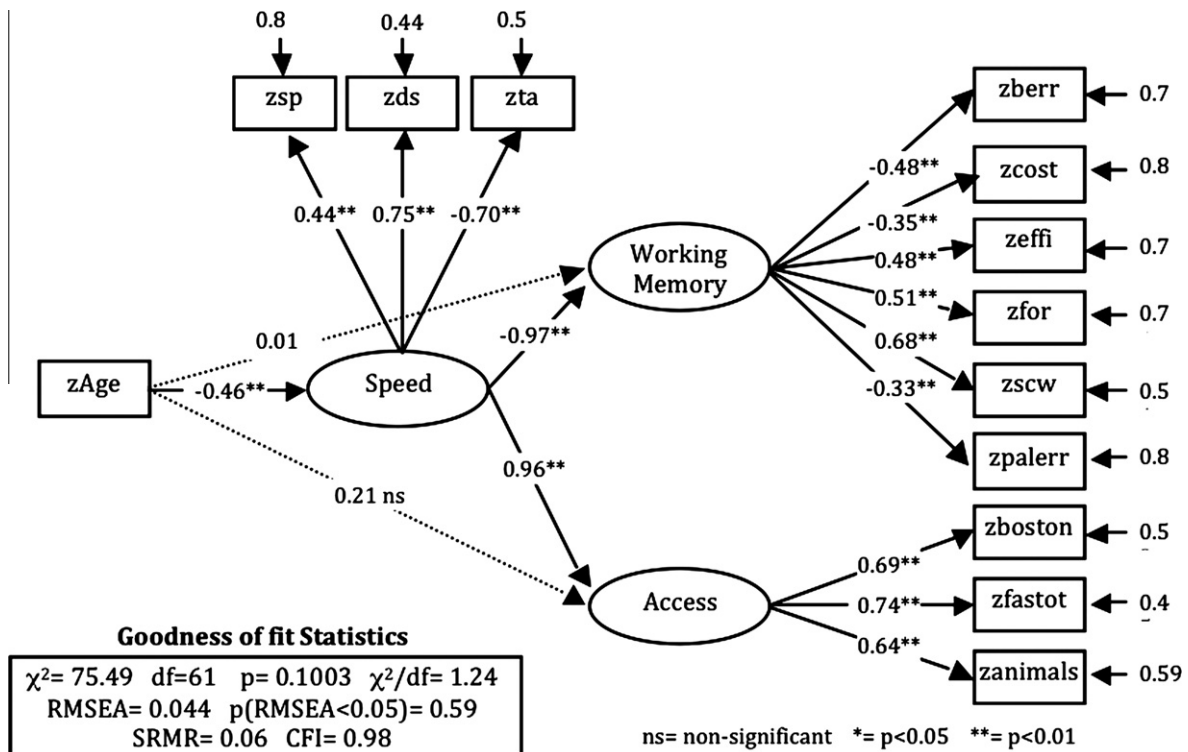 0.8
0.44
0.5
zsp
zds
zta
0.44**
0.75**
-0.70**
zAge
0.01
-0.46**
0.21 ns
Speed
-0.97**
0.96**
Working
Memory
Access
-0.48**
-0.35**
0.48**
0.51**
0.68**
-0.33**
0.69**
0.74**
0.64**
zberr
0.7
zcost
0.8
zeffi
0.7
zfor
0.7
zscw
0.5
zpalerr
0.8
zboston
0.5
zfastot
0.4
zanimals
0.59
Goodness of fit Statistics
χ²= 75.49 df=61 p= 0.1003 χ²/df= 1.24
RMSEA= 0.044 p(RMSEA<0.05)= 0.59
SRMR= 0.06 CFI= 0.98
ns= non-significant *= p<0.05 **= p<0.01